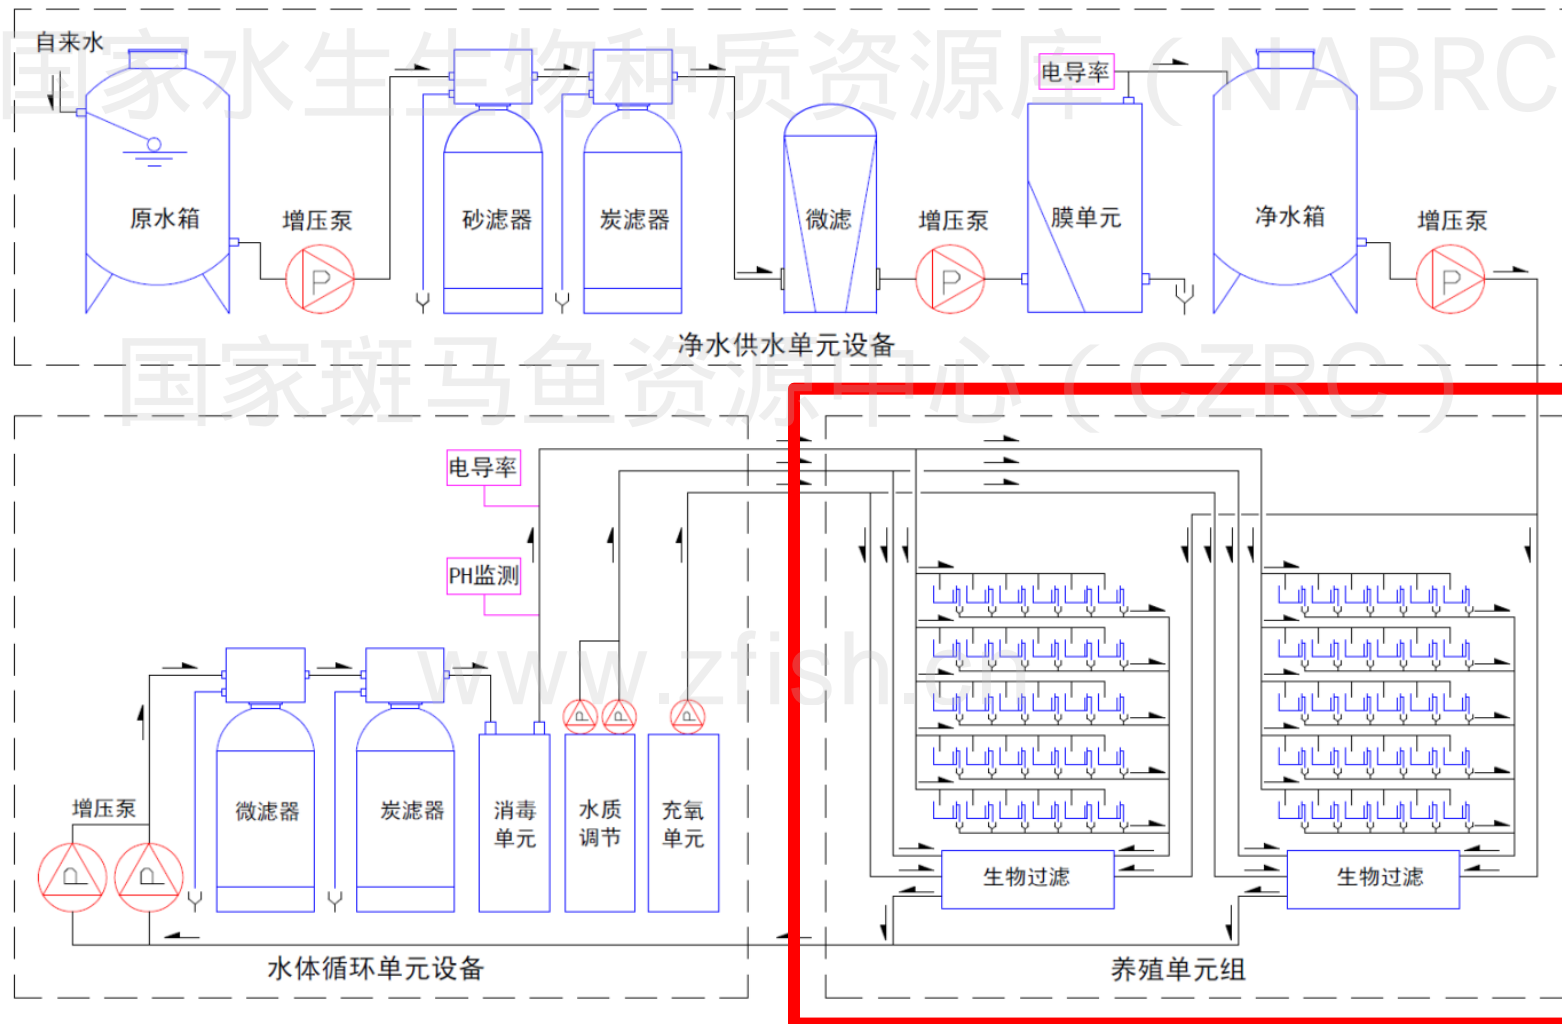 国家水生生物种质资源库（NABRC
自来水
电导率
原水箱
增压泵
砂滤器
炭滤器
微滤
增压泵
膜单元
净水箱
增压泵
P
P
P
净水供水单元设备
国家斑马鱼资源中心（CZRC）
电导率
PH监测
www.zfish.cn
P
P
P
增压泵
微滤器
炭滤器
消毒
单元
水质
调节
充氧
单元
P
P
生物过滤
生物过滤
水体循环单元设备
养殖单元组